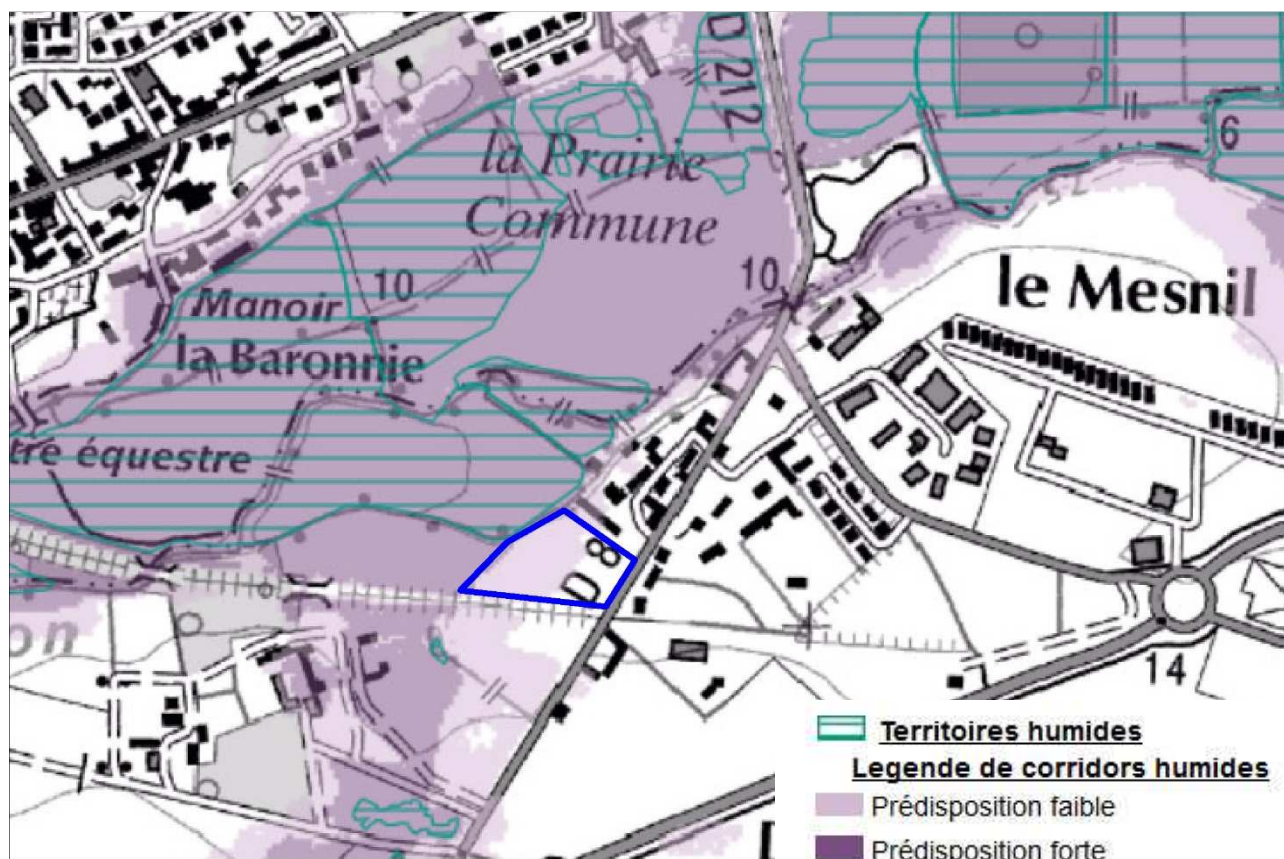 D 212
la Prairie
Commune
6
10
10
Manoir
la Baronnie
le Mesnil
tre équestre
D 8
on
14
Territoires humides
Legende de corridors humides
Prédisposition faible
Prédisposition forte